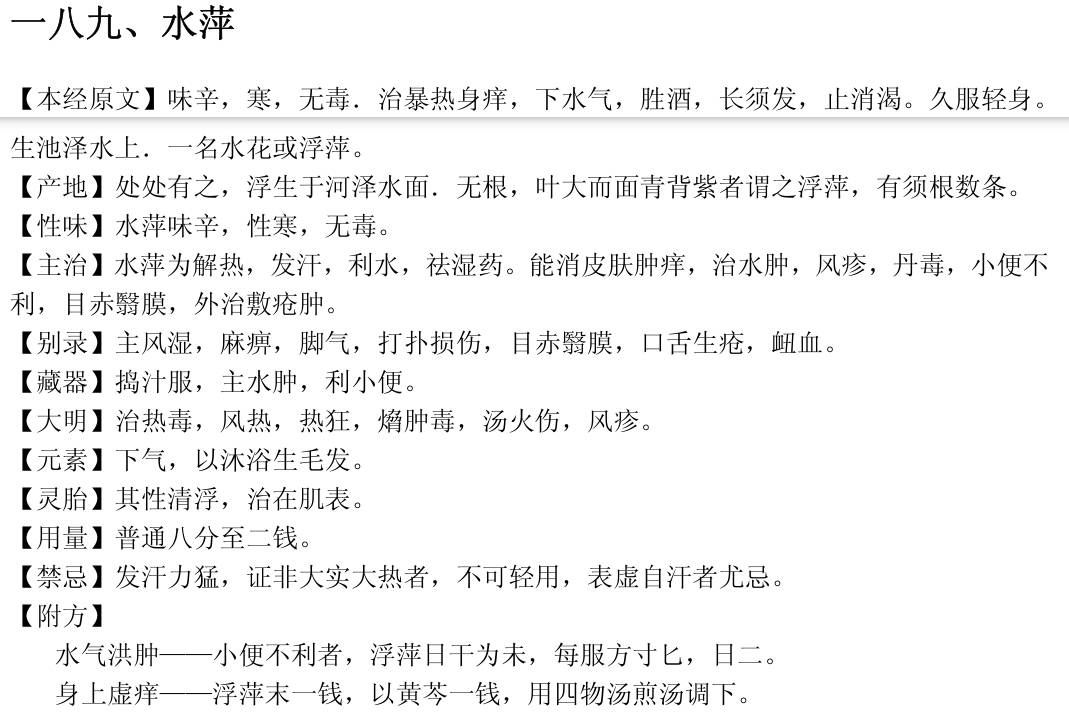 一八九、水萍
【本经原文】味辛，寒，无毒．治暴热身痒，下水气，胜酒，长须发，止消渴。久服轻身。
生池泽水上．一名水花或浮萍。
【产地】处处有之，浮生于河泽水面．无根，叶大而面青背紫者谓之浮萍，有须根数条。
【性味】水萍味辛，性寒，无毒。
【主治】水萍为解热，发汗，利水，祛湿药。能消皮肤肿痒，治水肿，风疹，丹毒，小便不
利，目赤翳膜，外治敷疮肿。
【别录】主风湿，麻痹，脚气，打扑损伤，目赤翳膜，口舌生疮，衄血。
【藏器】捣汁服，主水肿，利小便。
【大明】治热毒，风热，热狂，熁肿毒，汤火伤，风疹。
【元素】下气，以沐浴生毛发。
【灵胎】其性清浮，治在肌表。
【用量】普通八分至二钱。
【禁忌】发汗力猛，证非大实大热者，不可轻用，表虚自汗者尤忌。
【附方】
水气洪肿——小便不利者，浮萍日干为未，每服方寸匕，日二。
身上虚痒——浮萍末一钱，以黄芩一钱，用四物汤煎汤调下。